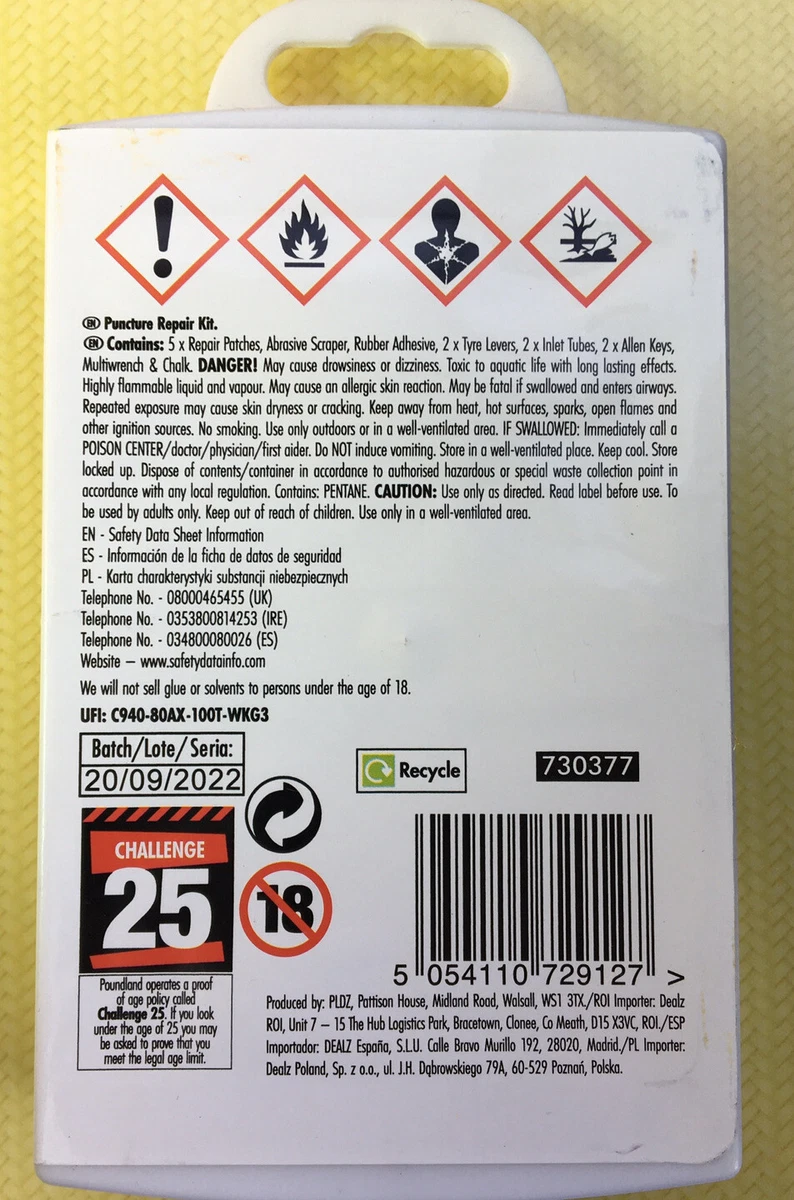 EN Puncture Repair Kit.
EN Contains: 5 x Repair Patches, Abrasive Scraper, Rubber Adhesive, 2 x Tyre Levers, 2 x Inlet Tubes, 2 x Allen Keys,
Multiwrench & Chalk. DANGER! May cause drowsiness or dizziness. Toxic to aquatic life with long lasting effects.
Highly flammable liquid and vapour. May cause an allergic skin reaction. May be fatal if swallowed and enters airways.
Repeated exposure may cause skin dryness or cracking. Keep away from heat, hot surfaces, sparks, open flames and
other ignition sources. No smoking. Use only outdoors or in a well-ventilated area. IF SWALLOWED: Immediately call a
POISON CENTER/doctor/physician/first aider. Do NOT induce vomiting. Store in a well-ventilated place. Keep cool. Store
locked up. Dispose of contents/container in accordance to authorised hazardous or special waste collection point in
accordance with any local regulation. Contains: PENTANE. CAUTION: Use only as directed. Read label before use. To
be used by adults only. Keep out of reach of children. Use only in a well-ventilated area.
EN - Safety Data Sheet Information
ES - Información de la ficha de datos de seguridad
PL - Karta charakterystyki substancji niebezpiecznych
Telephone No. - 08000465455 (UK)
Telephone No. - 0353800814253 (IRE)
Telephone No. - 034800080026 (ES)
Website – www.safetydatainfo.com
We will not sell glue or solvents to persons under the age of 18.
UFI: C940-80AX-100T-WKG3
Batch/Lote/Seria:
20/09/2022
Recycle
730377
CHALLENGE
25
18
Poundland operates a proof
of age policy called
Challenge 25. If you look
under the age of 25 you may
be asked to prove that you
meet the legal age limit.
5 054110 729127 >
Produced by: PLDZ, Pattison House, Midland Road, Walsall, WS1 3TX./ROI Importer: Dealz
ROI, Unit 7 – 15 The Hub Logistics Park, Bracetown, Clonee, Co Meath, D15 X3VC, ROI./ESP
Importador: DEALZ España, S.L.U. Calle Bravo Murillo 192, 28020, Madrid./PL Importer:
Dealz Poland, Sp. z o.o., ul. J.H. Dąbrowskiego 79A, 60-529 Poznań, Polska.